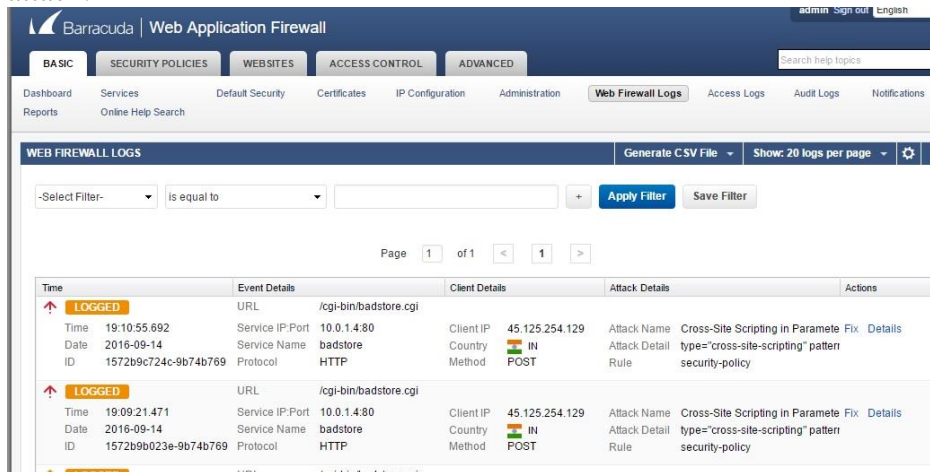 admin Sign out English
Barracuda | Web Application Firewall
BASIC SECURITY POLICIES WEBSITES ACCESS CONTROL ADVANCED Search help topics
Dashboard Services Default Security Certificates IP Configuration Administration Web Firewall Logs Access Logs Audit Logs Notifications
Reports Online Help Search
WEB FIREWALL LOGS Generate CSV File Show: 20 logs per page
-Select Filter- is equal to + Apply Filter Save Filter
Page 1 of 1 < 1 >
Time Event Details Client Details Attack Details Actions
LOGGED URL /cgi-bin/badstore.cgi
Time 19:10:55.692 Service IP:Port 10.0.1.4:80 Client IP 45.125.254.129 Attack Name Cross-Site Scripting in Paramete Fix Details
Date 2016-09-14 Service Name badstore Country IN Attack Detail type="cross-site-scripting" pattern
ID 1572b9c724c-9b74b769 Protocol HTTP Method POST Rule security-policy
LOGGED URL /cgi-bin/badstore.cgi
Time 19:09:21.471 Service IP:Port 10.0.1.4:80 Client IP 45.125.254.129 Attack Name Cross-Site Scripting in Paramete Fix Details
Date 2016-09-14 Service Name badstore Country IN Attack Detail type="cross-site-scripting" pattern
ID 1572b9b023e-9b74b769 Protocol HTTP Method POST Rule security-policy